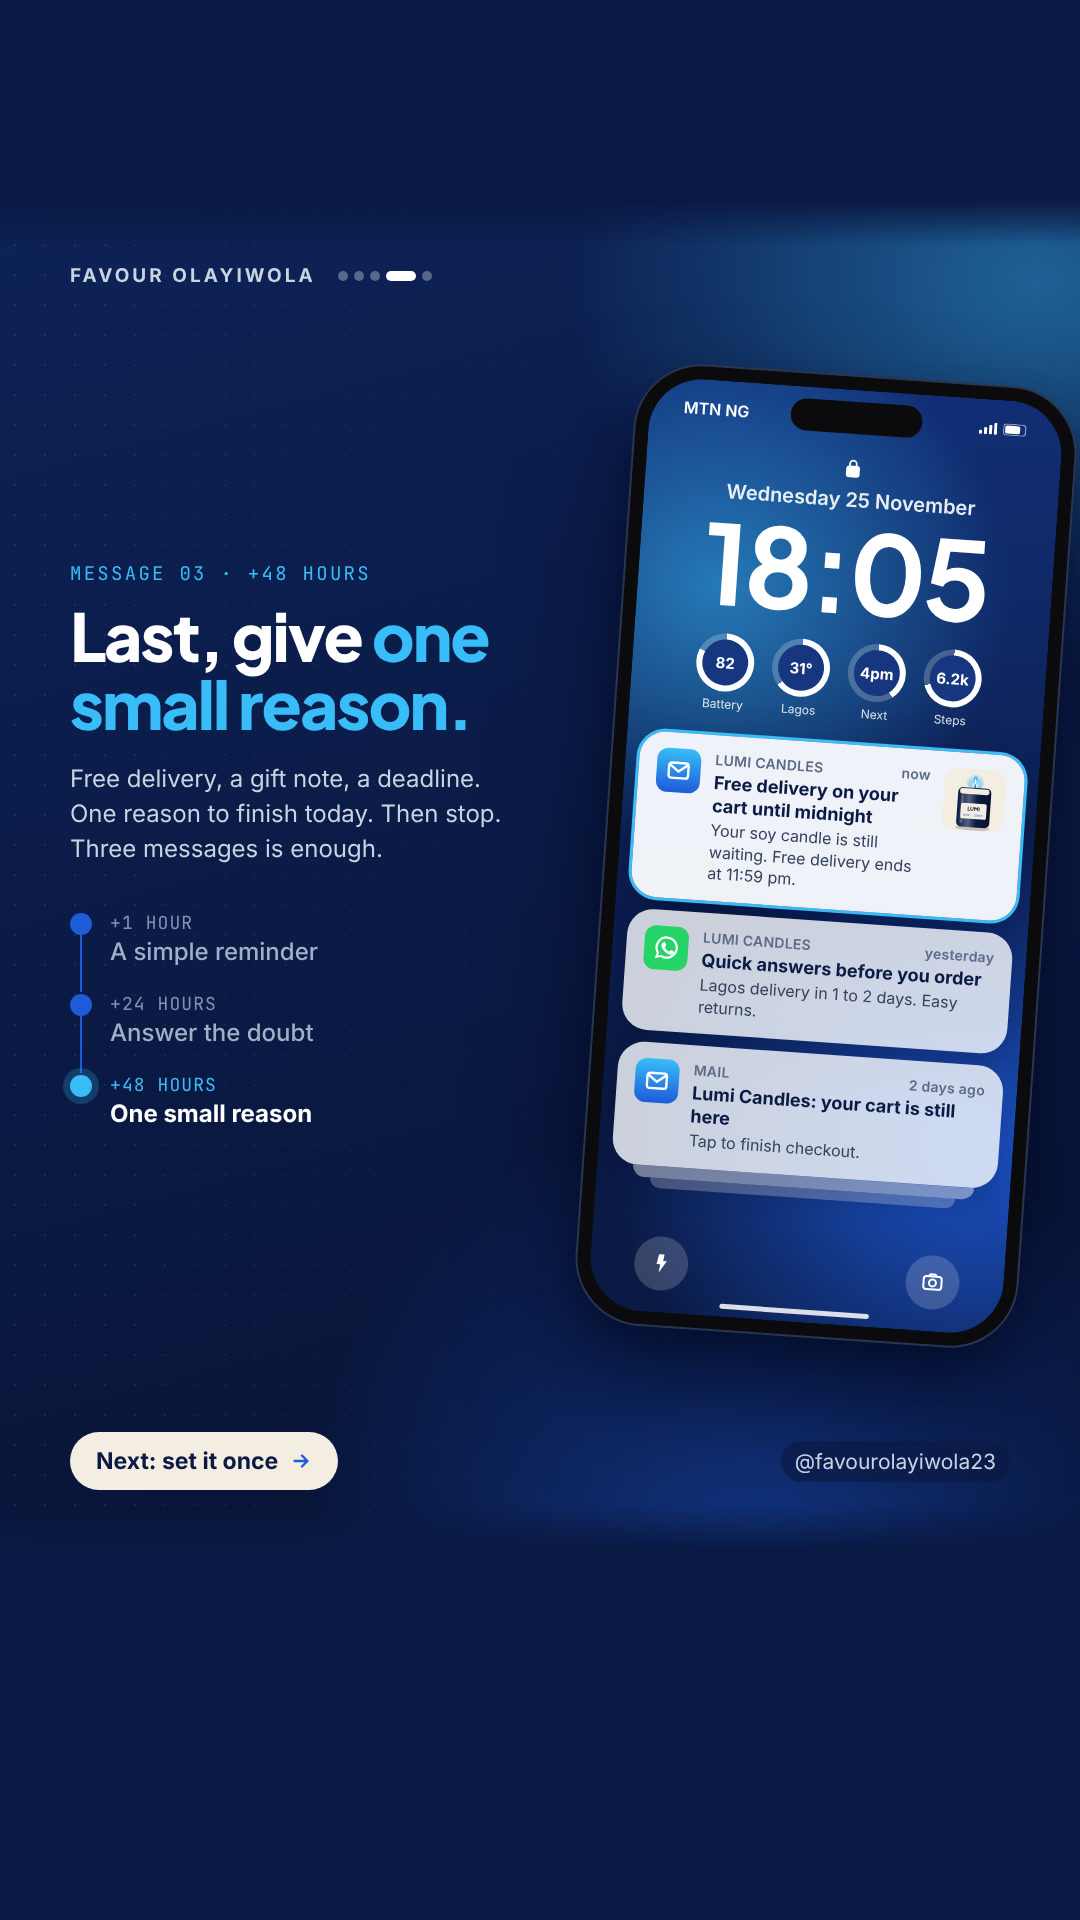 FAVOUR OLAYIWOLA
MESSAGE 03 · +48 HOURS
Last, give one
small reason.
Free delivery, a gift note, a deadline.
One reason to finish today. Then stop.
Three messages is enough.
+1 HOUR
A simple reminder
+24 HOURS
Answer the doubt
+48 HOURS
One small reason
MTN NG
Wednesday 25 November
18:05
82
31°
4pm
6.2k
Battery
Lagos
Next
Steps
LUMI CANDLES
now
Free delivery on your
cart until midnight
Your soy candle is still
waiting. Free delivery ends
at 11:59 pm.
LUMI
LUMI CANDLES
yesterday
Quick answers before you order
Lagos delivery in 1 to 2 days. Easy
returns.
MAIL
2 days ago
Lumi Candles: your cart is still
here
Tap to finish checkout.
Next: set it once →
@favourolayiwola23